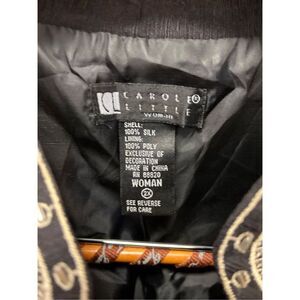 CAROLE
LITTLE
WOMAN
SHELL:
100% SILK
LINING:
100% POLY
EXCLUSIVE OF
DECORATION
MADE IN CHINA
RN 88820
WOMAN
2X
SEE REVERSE
FOR CARE